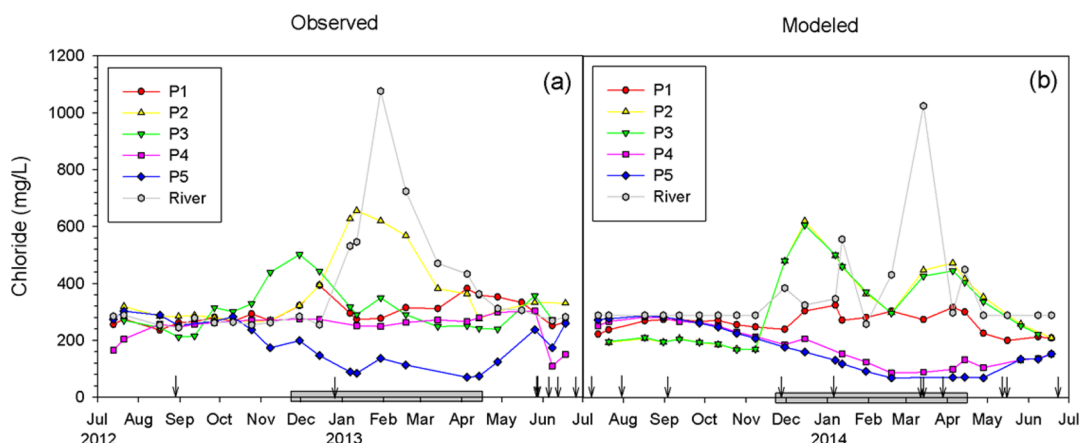 Observed
Modeled
Chloride (mg/L)
1200
1000
800
600
400
200
0
(a)
P1
P2
P3
P4
P5
River
(b)
P1
P2
P3
P4
P5
River
Jul Aug Sep Oct Nov Dec Jan Feb Mar Apr May Jun Jul Aug Sep Oct Nov Dec Jan Feb Mar Apr May Jun Jul
2012 2013 2014